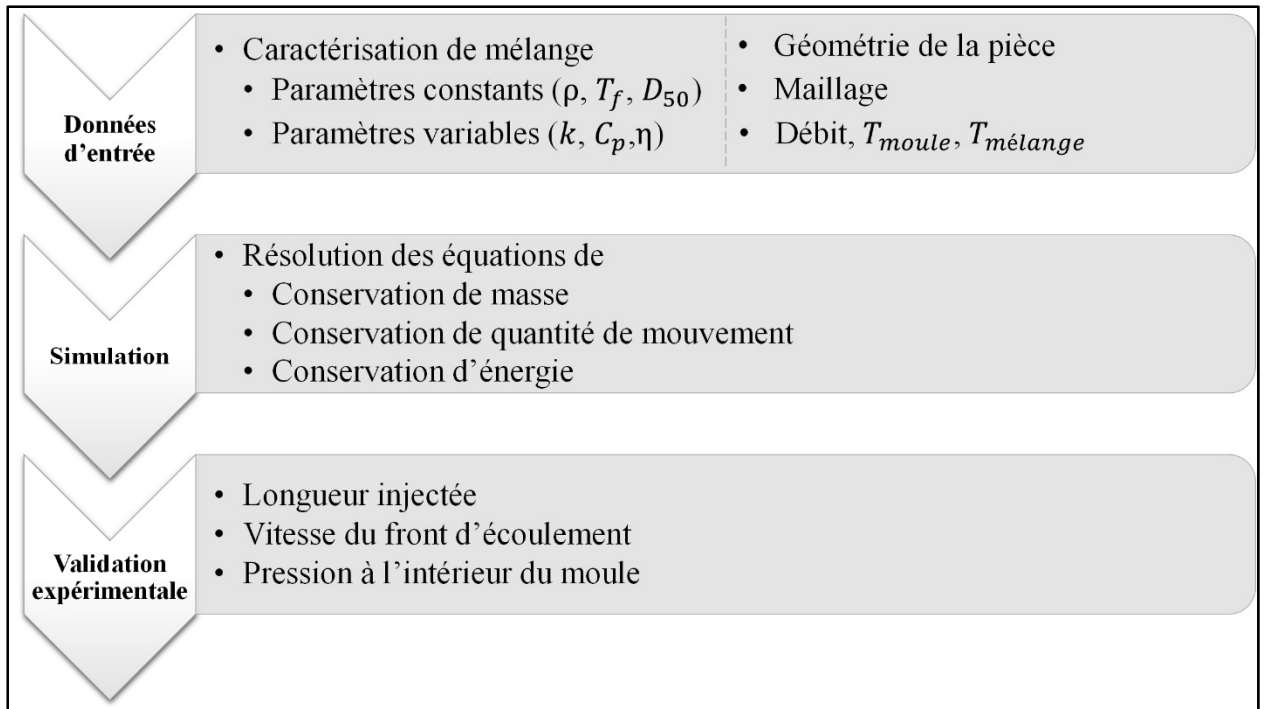 Données
d’entrée
• Caractérisation de mélange
• Paramètres constants (ρ, T_f, D_50)
• Paramètres variables (k, C_p,η)
• Géométrie de la pièce
• Maillage
• Débit, T_moule, T_mélange
Simulation
• Résolution des équations de
• Conservation de masse
• Conservation de quantité de mouvement
• Conservation d’énergie
Validation
expérimentale
• Longueur injectée
• Vitesse du front d’écoulement
• Pression à l’intérieur du moule